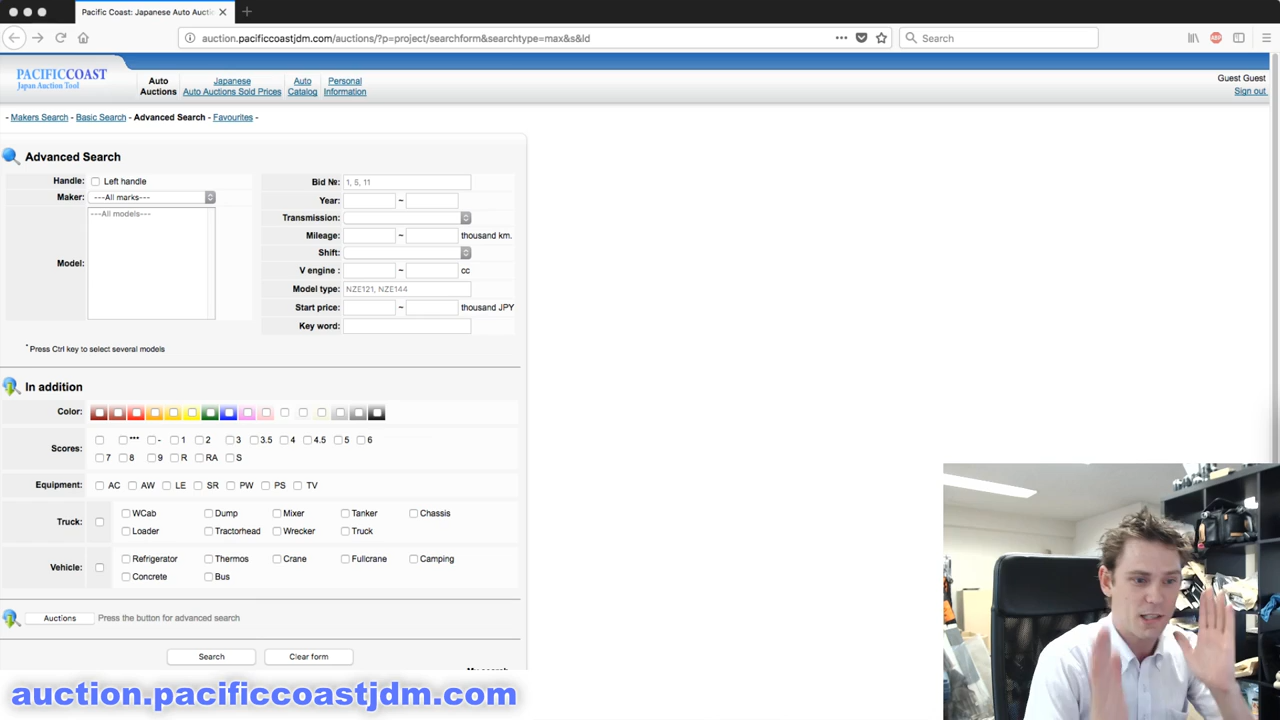 Pacific Coast: Japanese Auto Aucti
auction.pacificcoastjdm.com/auctions/?p=project/searchform&searchtype=max&s&ld
Search
ABP
PACIFICCOAST
Japan Auction Tool
Auto
Auctions
Japanese
Auto Auctions Sold Prices
Auto
Catalog
Personal
Information
Guest Guest
Sign out
- Makers Search - Basic Search - Advanced Search - Favourites -
Advanced Search
Handle: Left handle
Maker: ---All marks---
---All models---
Model:
* Press Ctrl key to select several models
Bid №: 1, 5, 11
Year: ~
Transmission:
Mileage: ~ thousand km.
Shift:
V engine : ~ cc
Model type: NZE121, NZE144
Start price: ~ thousand JPY
Key word:
In addition
Color:
Scores: *** - 1 2 3 3.5 4 4.5 5 6
7 8 9 R RA S
Equipment: AC AW LE SR PW PS TV
Truck: WCab Dump Mixer Tanker Chassis
Loader Tractorhead Wrecker Truck
Vehicle: Refrigerator Thermos Crane Fullcrane Camping
Concrete Bus
Auctions Press the button for advanced search
Search Clear form
auction.pacificcoastjdm.com